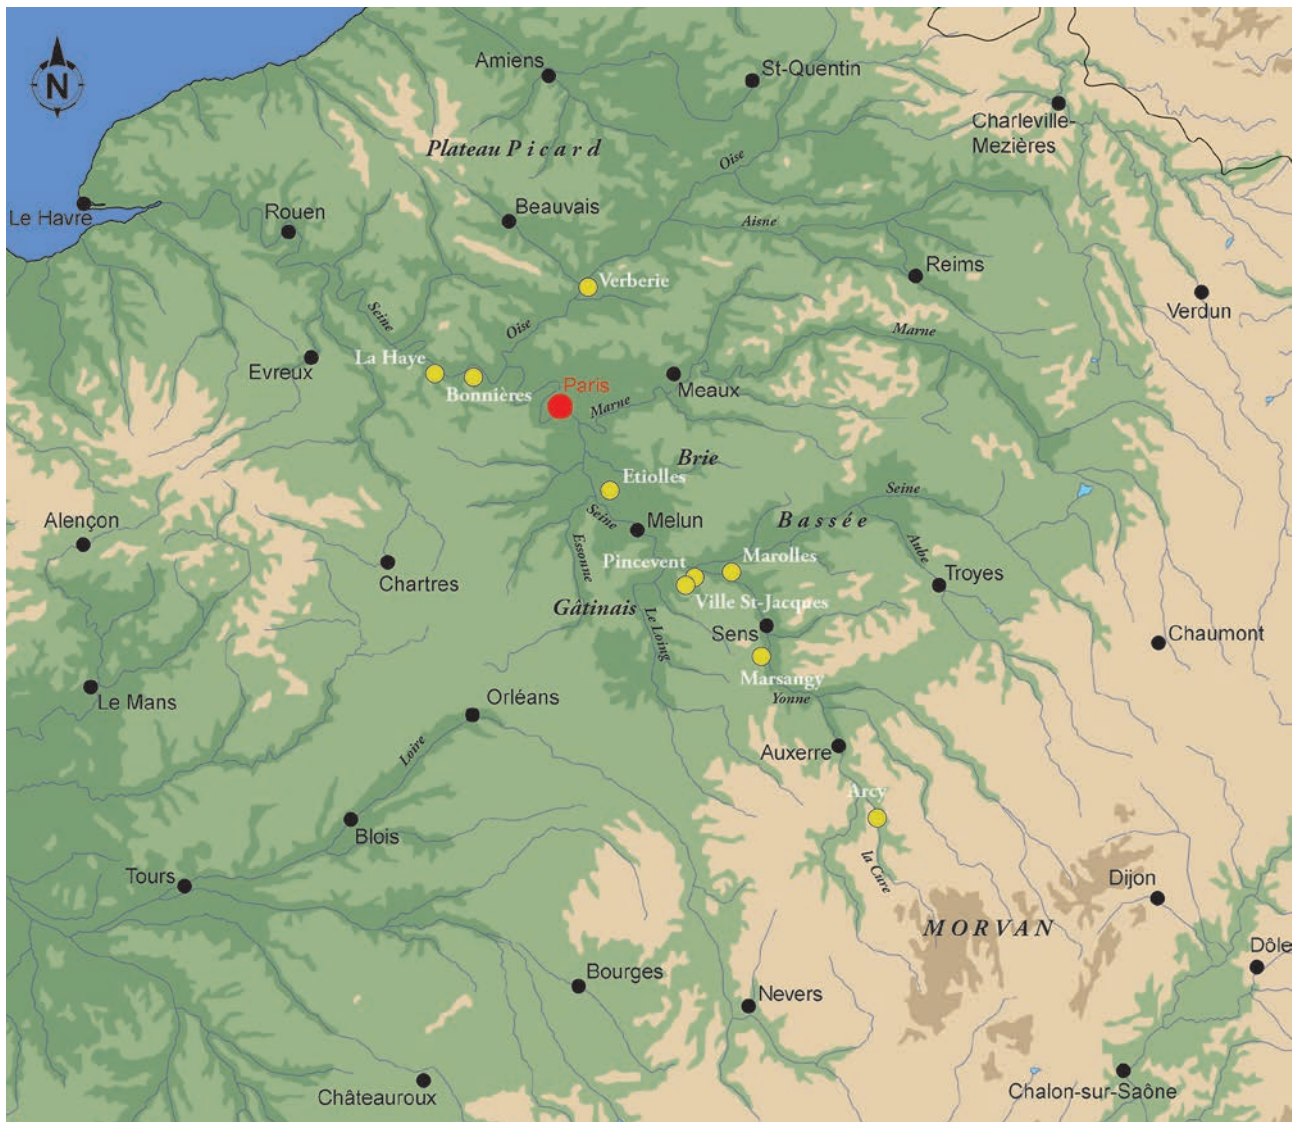 N
Amiens
St-Quentin
Charleville-
Mezières
Plateau Picard
Oise
Le Havre
Rouen
Beauvais
Aisne
Reims
Verberie
Verdun
Seine
Oise
Marne
La Haye
Evreux
Bonnières
Paris
Marne
Meaux
Brie
Etiolles
Seine
Alençon
Seine
Melun
Bassée
Essonne
Aube
Chartres
Pincevent
Marolles
Troyes
Gâtinais
Ville St-Jacques
Le Loing
Sens
Chaumont
Marsangy
Le Mans
Orléans
Yonne
Loire
Auxerre
Arcy
Blois
la Cure
Tours
Dijon
MORVAN
Dôle
Bourges
Nevers
Châteauroux
Chalon-sur-Saône